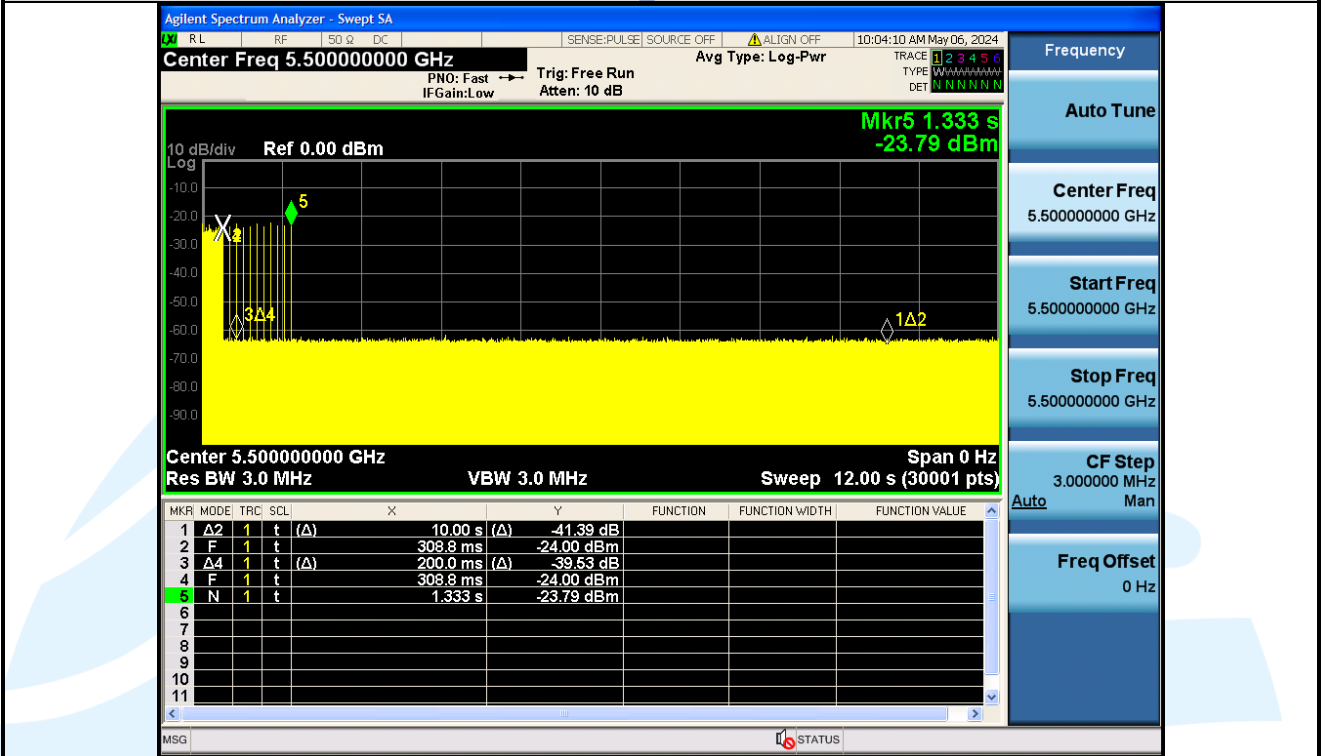 Agilent Spectrum Analyzer - Swept SA
LXI RL RF 50 Ω DC SENSE:PULSE SOURCE OFF ALIGN OFF 10:04:10 AM May 06, 2024
Center Freq 5.500000000 GHz Avg Type: Log-Pwr TRACE 1 2 3 4 5 6
PNO: Fast Trig: Free Run TYPE WWWWWW
IFGain:Low Atten: 10 dB DET N N N N N N
Mkr5 1.333 s
-23.79 dBm
10 dB/div Ref 0.00 dBm
Log
-10.0
-20.0
-30.0
-40.0
-50.0
-60.0
-70.0
-80.0
-90.0
5
3Δ4
1Δ2
Center 5.500000000 GHz Span 0 Hz
Res BW 3.0 MHz VBW 3.0 MHz Sweep 12.00 s (30001 pts)
MKR MODE TRC SCL X Y FUNCTION FUNCTION WIDTH FUNCTION VALUE
1 Δ2 1 t (Δ) 10.00 s (Δ) -41.39 dB
2 F 1 t 308.8 ms -24.00 dBm
3 Δ4 1 t (Δ) 200.0 ms (Δ) -39.53 dB
4 F 1 t 308.8 ms -24.00 dBm
5 N 1 t 1.333 s -23.79 dBm
6
7
8
9
10
11
MSG STATUS
Frequency
Auto Tune
Center Freq
5.500000000 GHz
Start Freq
5.500000000 GHz
Stop Freq
5.500000000 GHz
CF Step
3.000000 MHz
Auto Man
Freq Offset
0 Hz